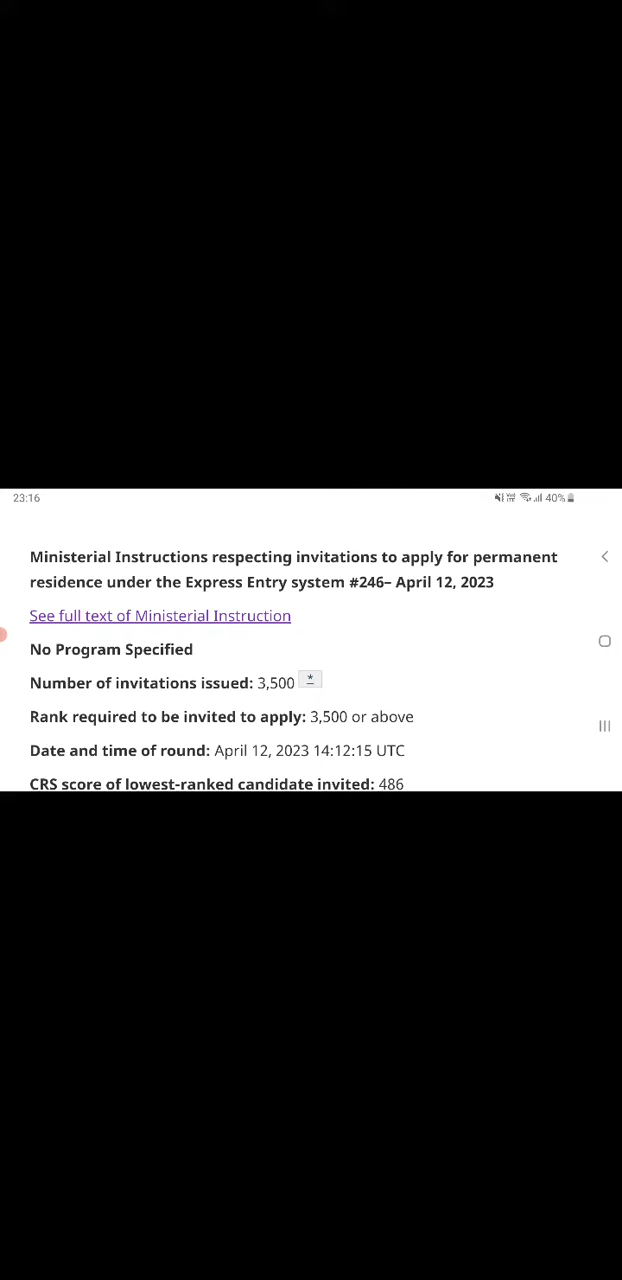 23:16
40%
Ministerial Instructions respecting invitations to apply for permanent
residence under the Express Entry system #246– April 12, 2023
See full text of Ministerial Instruction
No Program Specified
Number of invitations issued: 3,500 *
Rank required to be invited to apply: 3,500 or above
Date and time of round: April 12, 2023 14:12:15 UTC
CRS score of lowest-ranked candidate invited: 486